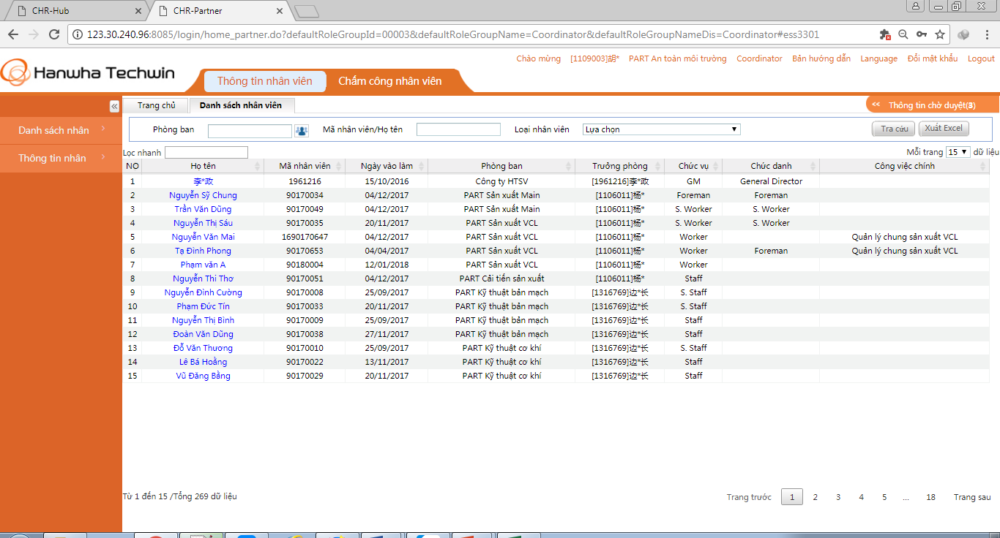 CHR-Hub CHR-Partner
123.30.240.96:8085/login/home_partner.do?defaultRoleGroupId=00003&defaultRoleGroupName=Coordinator&defaultRoleGroupNameDis=Coordinator#ess3301
Chào mừng [1109003]胡* PART An toàn môi trường Coordinator Bản hướng dẫn Language Đổi mật khẩu Logout
Hanwha Techwin
Thông tin nhân viên Chấm công nhân viên
« Trang chủ Danh sách nhân viên << Thông tin chờ duyệt(3)
Danh sách nhân
Thông tin nhân
Phòng ban Mã nhân viên/Họ tên Loại nhân viên Lựa chọn Tra cứu Xuất Excel
Lọc nhanh Mỗi trang 15 dữ liệu
NO Họ tên Mã nhân viên Ngày vào làm Phòng ban Trưởng phòng Chức vụ Chức danh Công việc chính
1 李*政 1961216 15/10/2016 Công ty HTSV [1961216]李*政 GM General Director
2 Nguyễn Sỹ Chung 90170034 04/12/2017 PART Sản xuất Main [1106011]杨* Foreman Foreman
3 Trần Văn Dũng 90170049 04/12/2017 PART Sản xuất Main [1106011]杨* S. Worker S. Worker
4 Nguyễn Thị Sáu 90170035 20/11/2017 PART Sản xuất VCL [1106011]杨* S. Worker S. Worker
5 Nguyễn Văn Mai 1690170647 04/12/2017 PART Sản xuất VCL [1106011]杨* Worker Quản lý chung sản xuất VCL
6 Tạ Đình Phong 90170653 04/04/2017 PART Sản xuất VCL [1106011]杨* Worker Foreman Quản lý chung sản xuất VCL
7 Phạm văn A 90180004 12/01/2018 PART Sản xuất VCL [1106011]杨* Worker
8 Nguyễn Thi Thơ 90170051 04/12/2017 PART Cải tiến sản xuất [1106011]杨* Staff
9 Nguyễn Đình Cường 90170008 25/09/2017 PART Kỹ thuật bản mạch [1316769]边*长 S. Staff
10 Phạm Đức Tín 90170033 20/11/2017 PART Kỹ thuật bản mạch [1316769]边*长 S. Staff
11 Nguyễn Thị Bình 90170009 25/09/2017 PART Kỹ thuật bản mạch [1316769]边*长 Staff
12 Đoàn Văn Dũng 90170038 27/11/2017 PART Kỹ thuật bản mạch [1316769]边*长 Staff
13 Đỗ Văn Thương 90170010 25/09/2017 PART Kỹ thuật cơ khí [1316769]边*长 S. Staff
14 Lê Bá Hoằng 90170022 13/11/2017 PART Kỹ thuật cơ khí [1316769]边*长 Staff
15 Vũ Đăng Bằng 90170029 20/11/2017 PART Kỹ thuật cơ khí [1316769]边*长 Staff
Từ 1 đến 15 /Tổng 269 dữ liệu Trang trước 1 2 3 4 5 ... 18 Trang sau